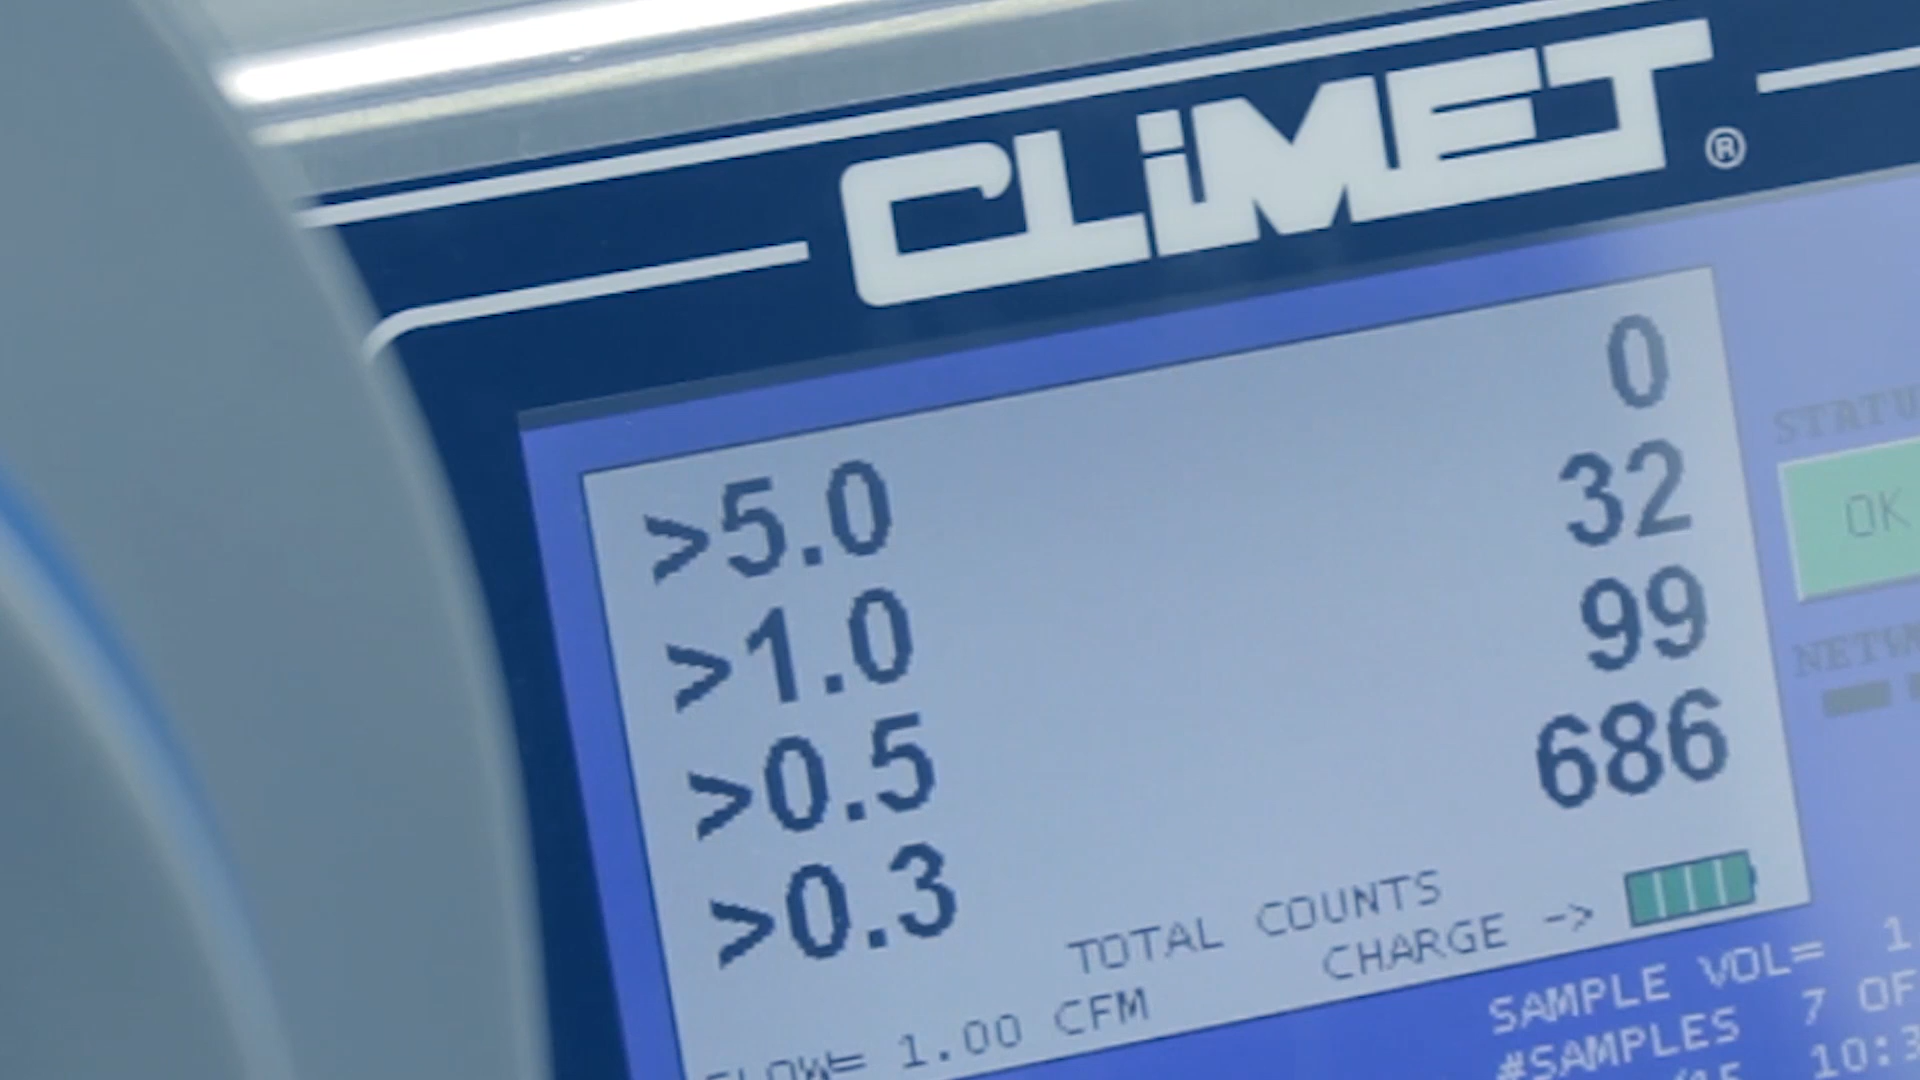 CLiMET ®
>5.0 0
>1.0 32
>0.5 99
>0.3 686
TOTAL COUNTS
CHARGE ->
1.00 CFM
OK
SAMPLE VOL= 1
#SAMPLES 7 OF